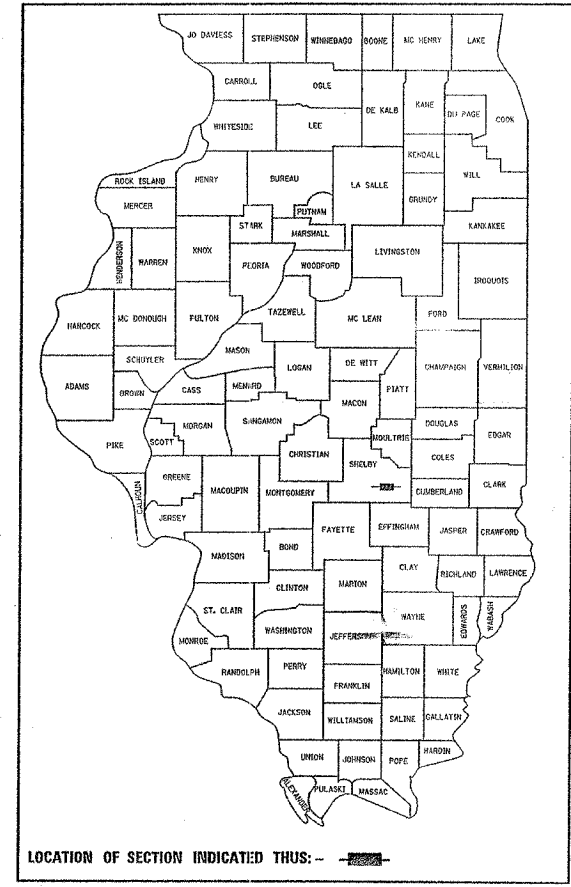 JO DAVIESS STEPHENSON WINNEBAGO BOONE MC HENRY LAKE
CARROLL OGLE DE KALB KANE DU PAGE COOK
WHITESIDE LEE
KENDALL WILL
ROCK ISLAND HENRY BUREAU LA SALLE GRUNDY
MERCER PUTNAM
STARK MARSHALL KANKAKEE
HENDERSON WARREN KNOX PEORIA WOODFORD LIVINGSTON IROQUOIS
HANCOCK MC DONOUGH FULTON TAZEWELL MC LEAN FORD
SCHUYLER MASON LOGAN DE WITT CHAMPAIGN VERMILION
ADAMS BROWN CASS MENARD MACON PIATT
PIKE SCOTT MORGAN SANGAMON MOULTRIE DOUGLAS EDGAR
CHRISTIAN SHELBY COLES
CALHOUN GREENE MACOUPIN MONTGOMERY CUMBERLAND CLARK
JERSEY FAYETTE EFFINGHAM JASPER CRAWFORD
MADISON BOND CLAY RICHLAND LAWRENCE
CLINTON MARION
ST. CLAIR WASHINGTON JEFFERSON WAYNE EDWARDS WABASH
MONROE RANDOLPH PERRY HAMILTON WHITE
FRANKLIN
JACKSON WILLIAMSON SALINE GALLATIN
UNION JOHNSON POPE HARDIN
ALEXANDER PULASKI MASSAC
LOCATION OF SECTION INDICATED THUS: -